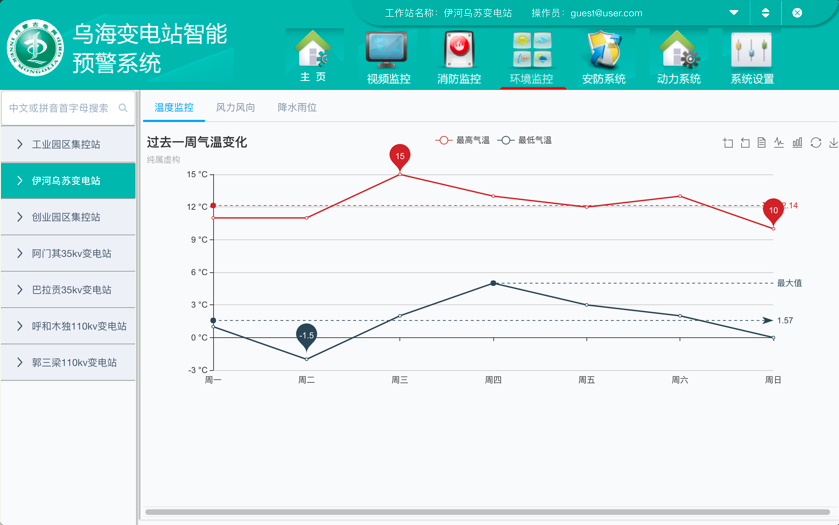 工作站名称：伊河乌苏变电站 操作员：guest@user.com
乌海变电站智能
预警系统
主 页
视频监控
消防监控
环境监控
安防系统
动力系统
系统设置
中文或拼音首字母搜索
工业园区集控站
伊河乌苏变电站
创业园区集控站
阿门其35kv变电站
巴拉贡35kv变电站
呼和木独110kv变电站
郭三梁110kv变电站
温度监控 风力风向 降水雨位
过去一周气温变化
纯属虚构
最高气温 最低气温
15 °C
12 °C
9 °C
6 °C
3 °C
0 °C
-3 °C
15
10
2.14
最大值
1.57
-1.5
周一 周二 周三 周四 周五 周六 周日